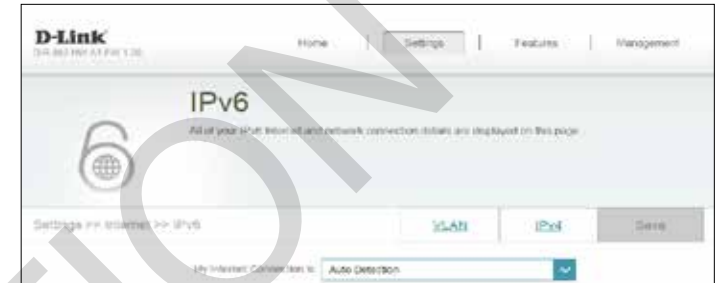 D-Link
Home | Settings | Features | Management
IPv6
All of your IPv6 Internet and network connection details are displayed on this page
Settings >> Internet >> IPv6
VLAN
IPv4
Save
My Internet Connection is: Auto Detection
TION